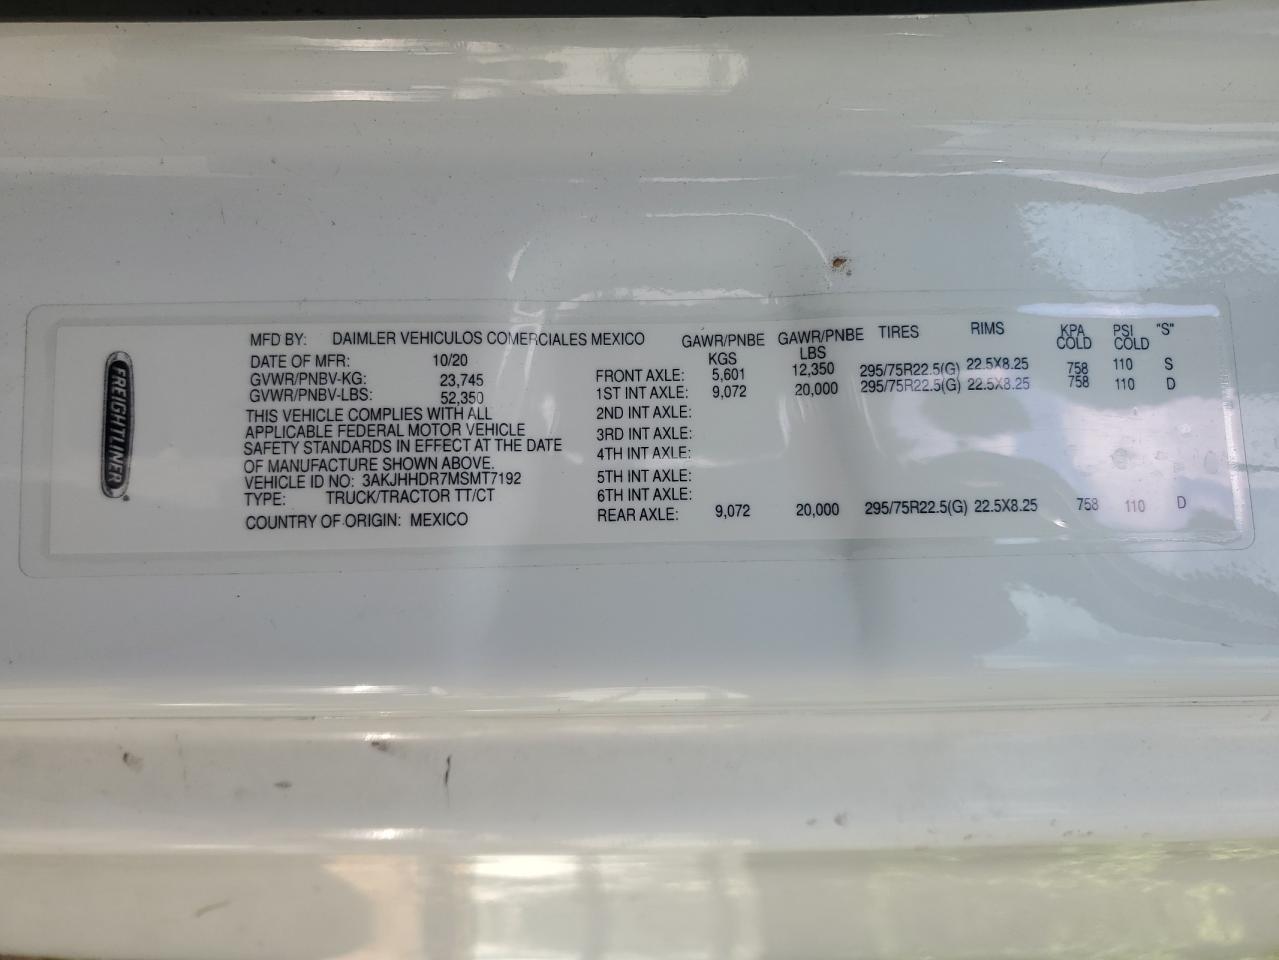 FREIGHTLINER®
MFD BY: DAIMLER VEHICULOS COMERCIALES MEXICO
DATE OF MFR: 10/20
GVWR/PNBV-KG: 23,745
GVWR/PNBV-LBS: 52,350
THIS VEHICLE COMPLIES WITH ALL
APPLICABLE FEDERAL MOTOR VEHICLE
SAFETY STANDARDS IN EFFECT AT THE DATE
OF MANUFACTURE SHOWN ABOVE.
VEHICLE ID NO: 3AKJHHDR7MSMT7192
TYPE: TRUCK/TRACTOR TT/CT
COUNTRY OF ORIGIN: MEXICO
GAWR/PNBE KGS GAWR/PNBE LBS TIRES RIMS KPA COLD PSI COLD "S"
FRONT AXLE: 5,601 12,350 295/75R22.5(G) 22.5X8.25 758 110 S
1ST INT AXLE: 9,072 20,000 295/75R22.5(G) 22.5X8.25 758 110 D
2ND INT AXLE:
3RD INT AXLE:
4TH INT AXLE:
5TH INT AXLE:
6TH INT AXLE:
REAR AXLE: 9,072 20,000 295/75R22.5(G) 22.5X8.25 758 110 D